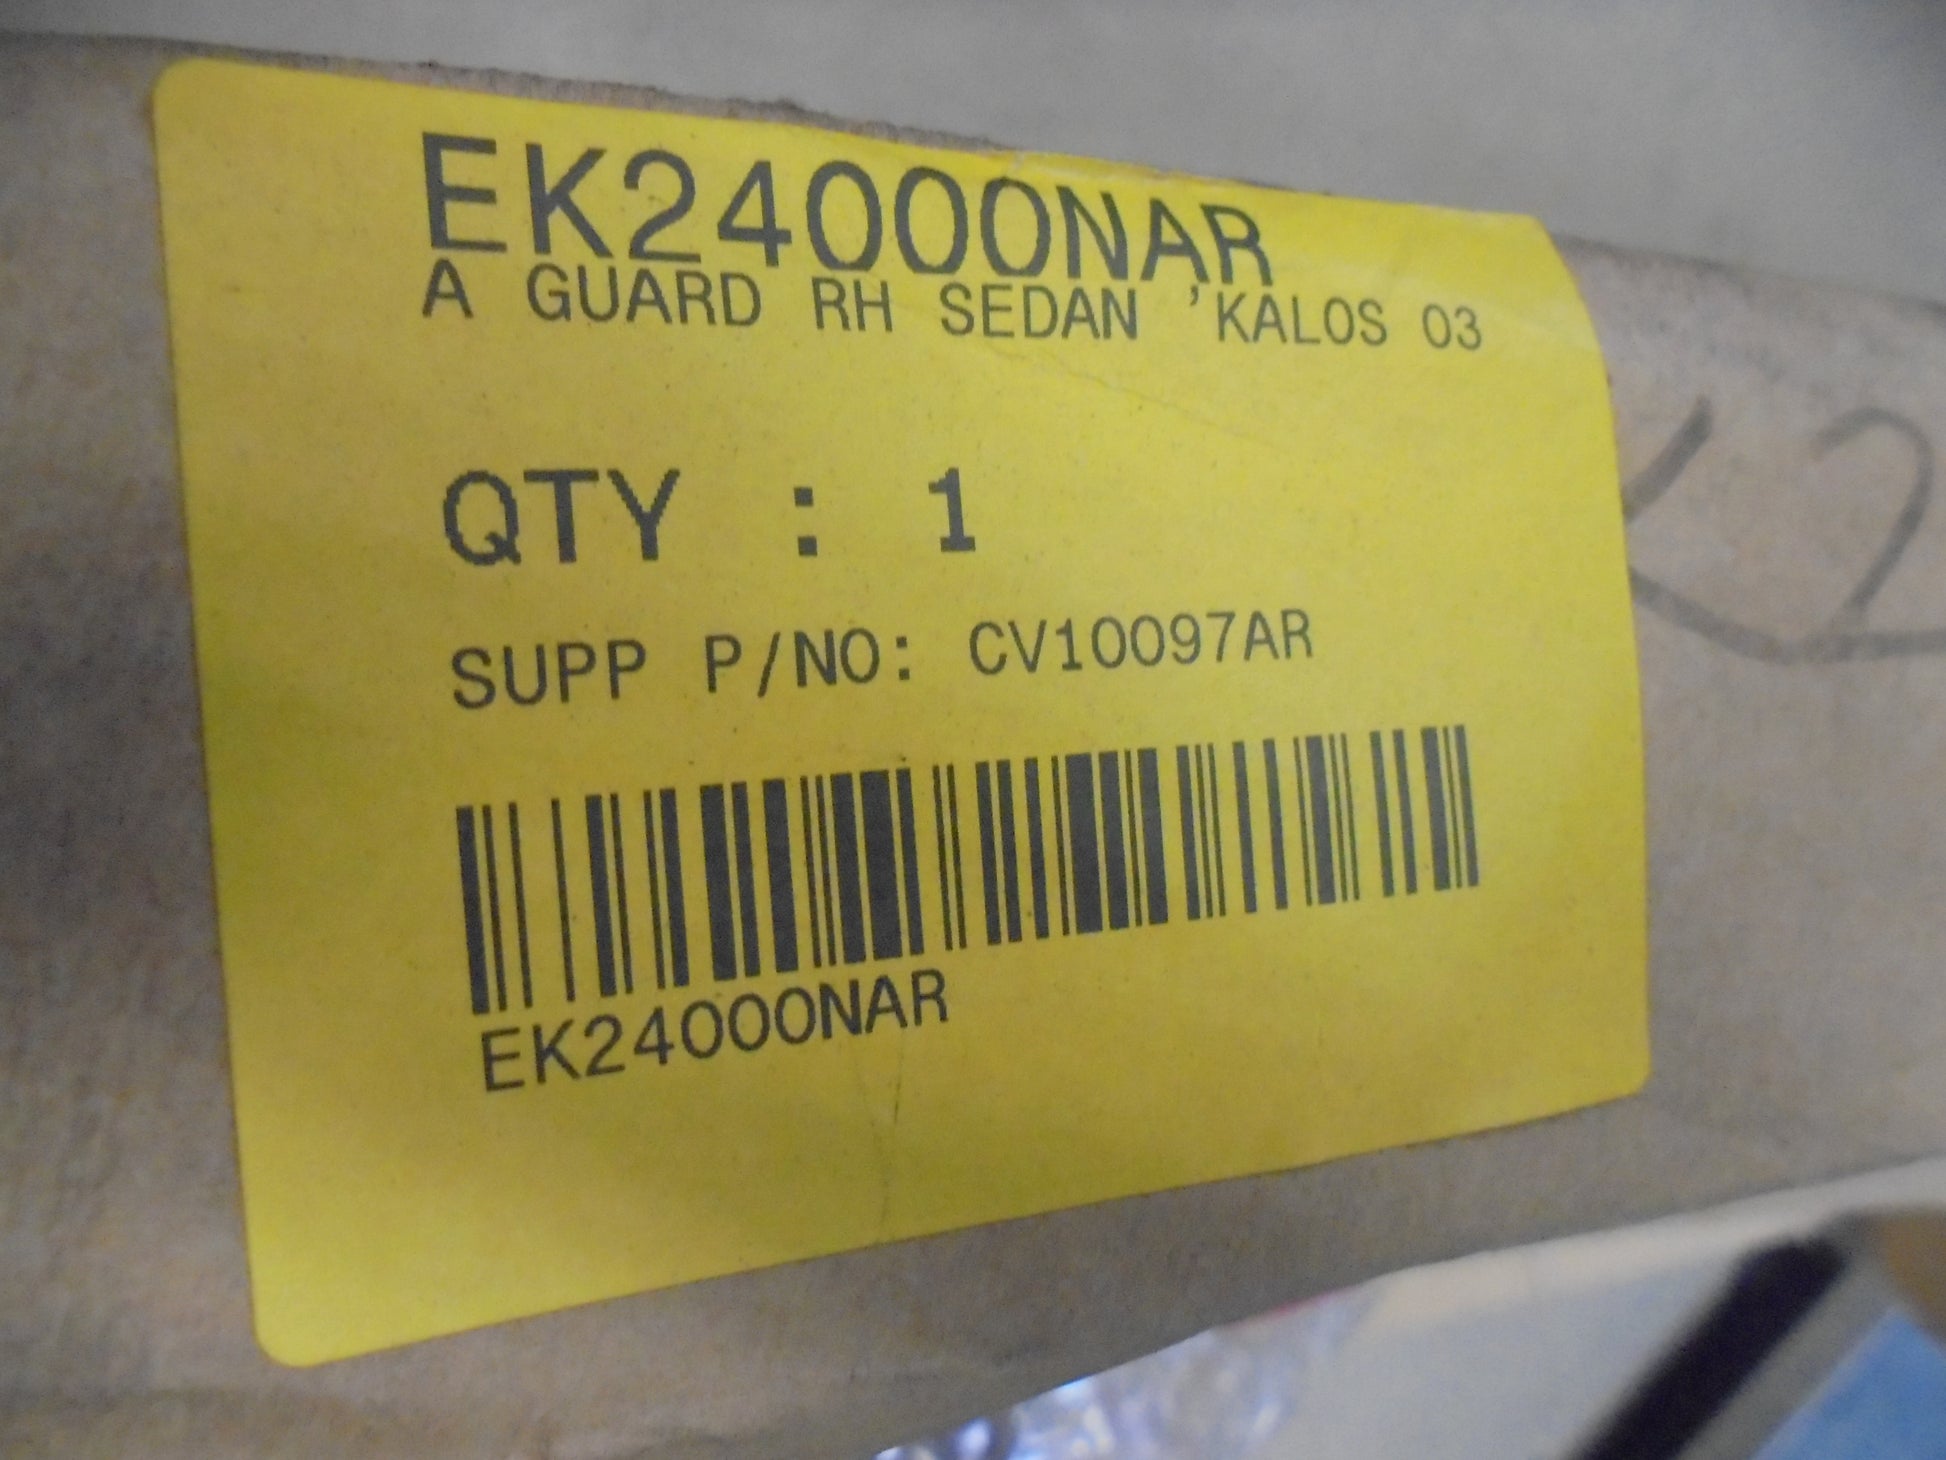 EK24000NAR
A GUARD RH SEDAN 'KALOS 03
QTY : 1
SUPP P/NO: CV10097AR
EK24000NAR